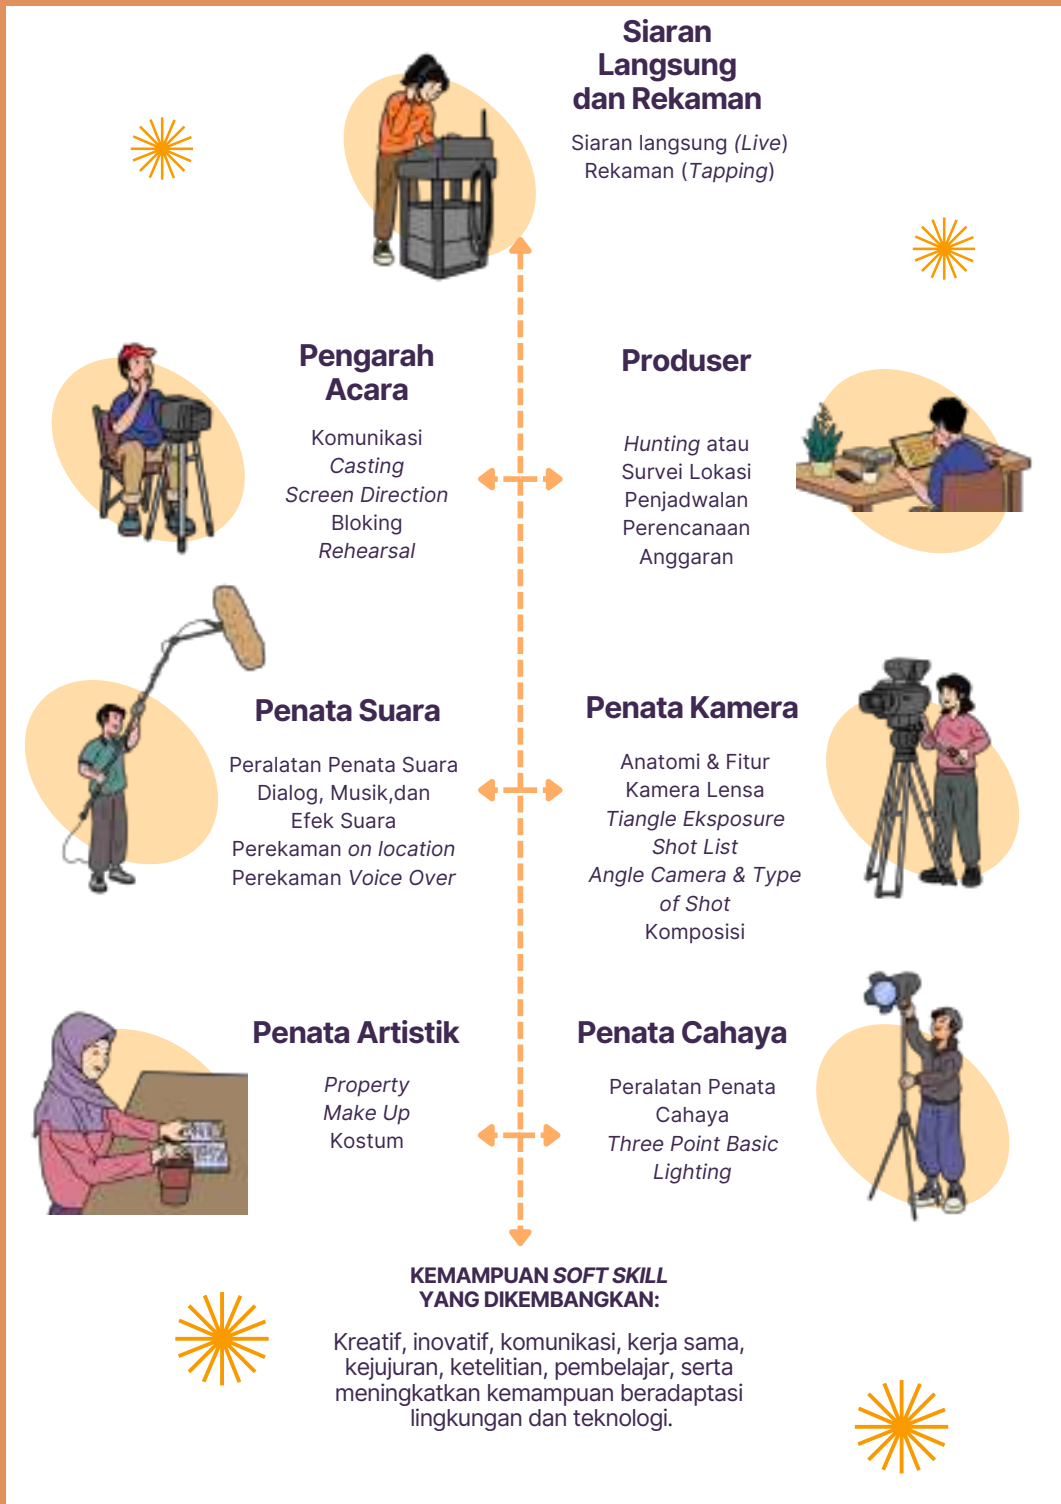 Siaran
Langsung
dan Rekaman
Siaran langsung (Live)
Rekaman (Tapping)
Pengarah
Acara
Komunikasi
Casting
Screen Direction
Bloking
Rehearsal
Produser
Hunting atau
Survei Lokasi
Penjadwalan
Perencanaan
Anggaran
Penata Suara
Peralatan Penata Suara
Dialog, Musik,dan
Efek Suara
Perekaman on location
Perekaman Voice Over
Penata Kamera
Anatomi & Fitur
Kamera Lensa
Tiangle Eksposure
Shot List
Angle Camera & Type
of Shot
Komposisi
Penata Artistik
Property
Make Up
Kostum
Penata Cahaya
Peralatan Penata
Cahaya
Three Point Basic
Lighting
KEMAMPUAN SOFT SKILL
YANG DIKEMBANGKAN:
Kreatif, inovatif, komunikasi, kerja sama,
kejujuran, ketelitian, pembelajar, serta
meningkatkan kemampuan beradaptasi
lingkungan dan teknologi.